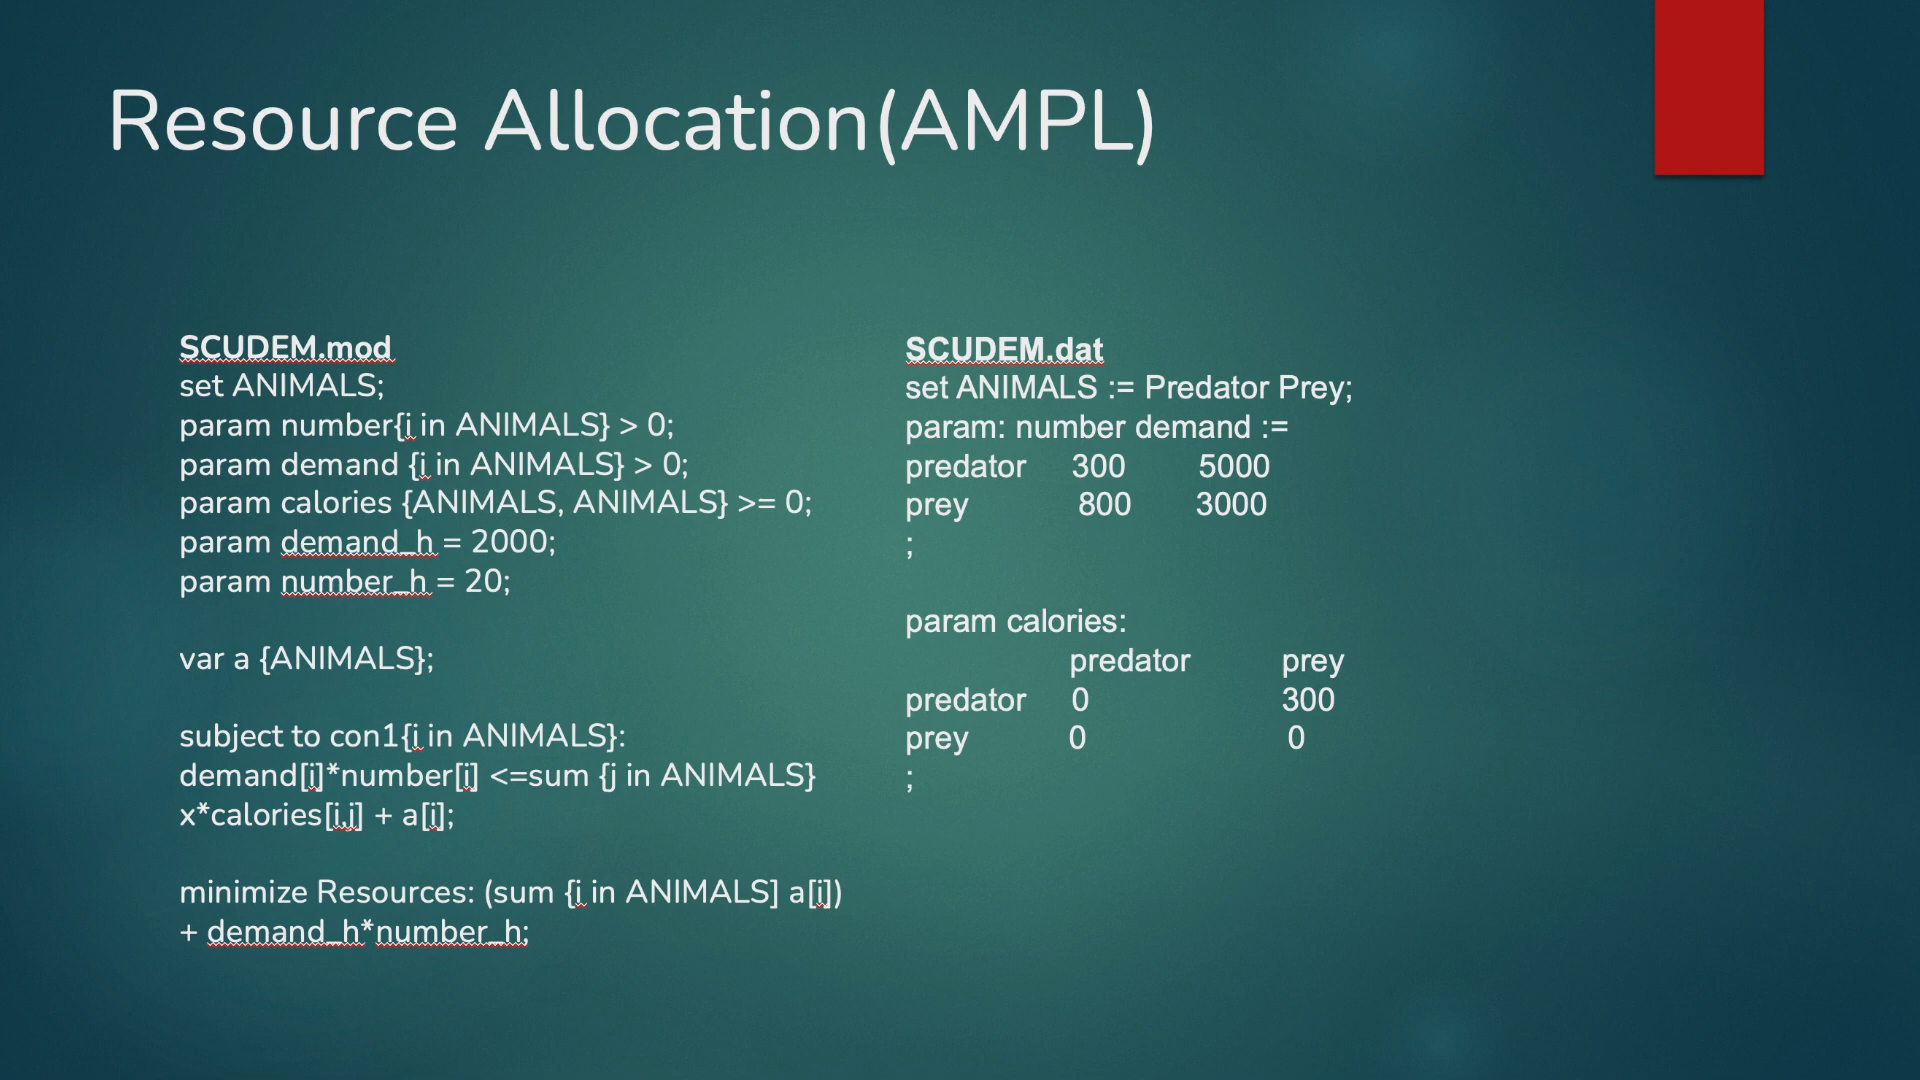 Resource Allocation(AMPL)
SCUDEM.mod
set ANIMALS;
param number{i in ANIMALS} > 0;
param demand {i in ANIMALS} > 0;
param calories {ANIMALS, ANIMALS} >= 0;
param demand_h = 2000;
param number_h = 20;
var a {ANIMALS};
subject to con1{i in ANIMALS}:
demand[i]*number[i] <=sum {j in ANIMALS}
x*calories[i,j] + a[i];
minimize Resources: (sum {i in ANIMALS] a[i])
+ demand_h*number_h;
SCUDEM.dat
set ANIMALS := Predator Prey;
param: number demand :=
predator 300 5000
prey 800 3000
;
param calories:
predator prey
predator 0 300
prey 0 0
;